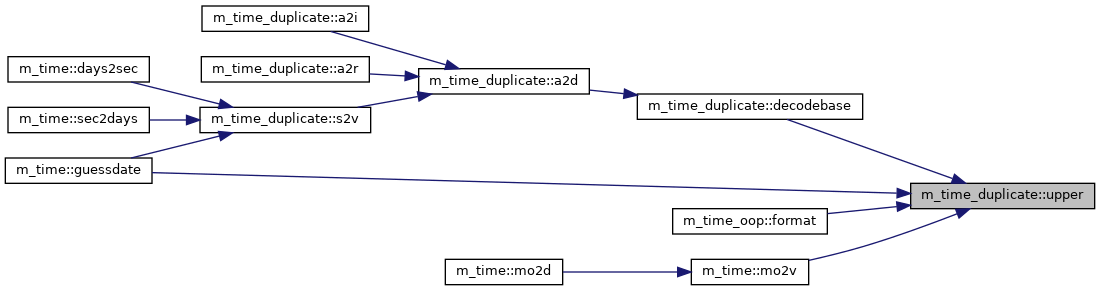 m_time_duplicate::a2i
m_time::days2sec
m_time_duplicate::a2r
m_time_duplicate::a2d
m_time_duplicate::decodebase
m_time::sec2days
m_time_duplicate::s2v
m_time::guessdate
m_time_duplicate::upper
m_time_oop::format
m_time::mo2d
m_time::mo2v